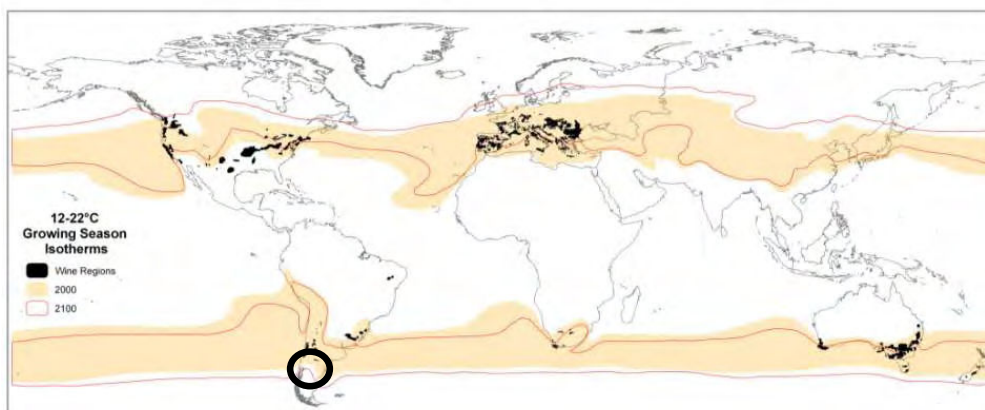 12-22°C
Growing Season
Isotherms
Wine Regions
2000
2100